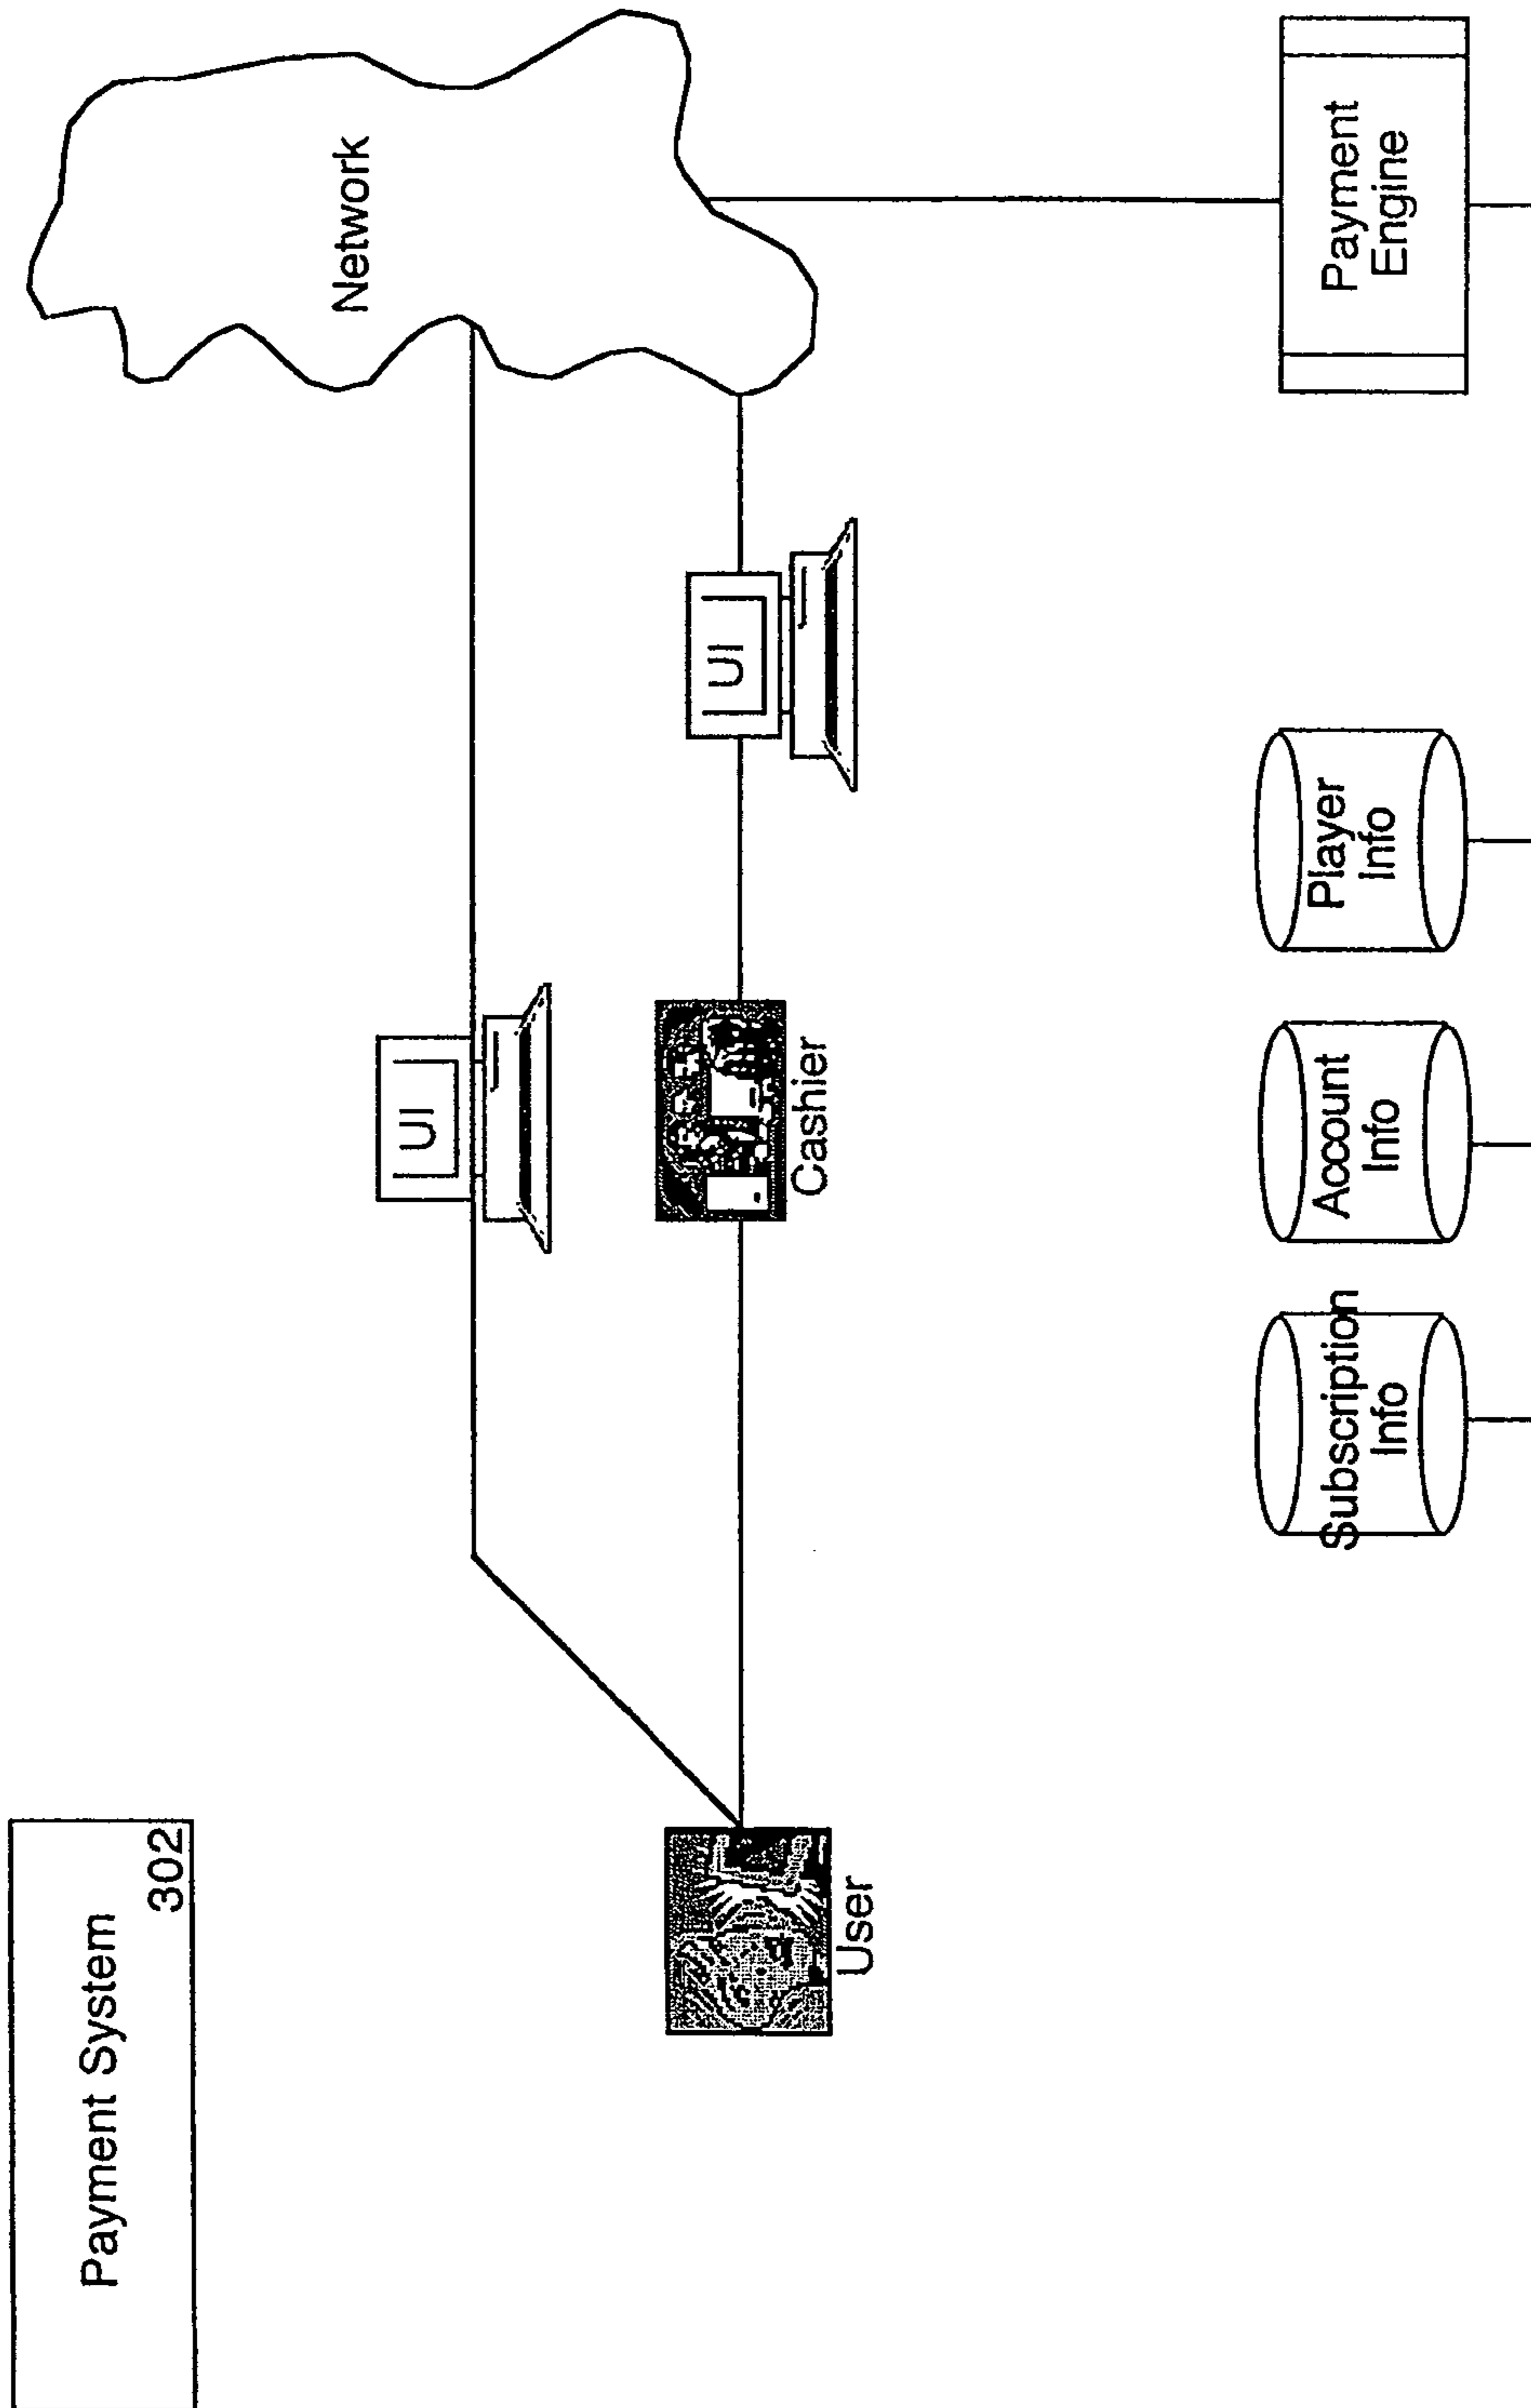 Payment System
302
Network
UI
UI
Cashier
User
Subscription
Info
Account
Info
Player
Info
Payment
Engine